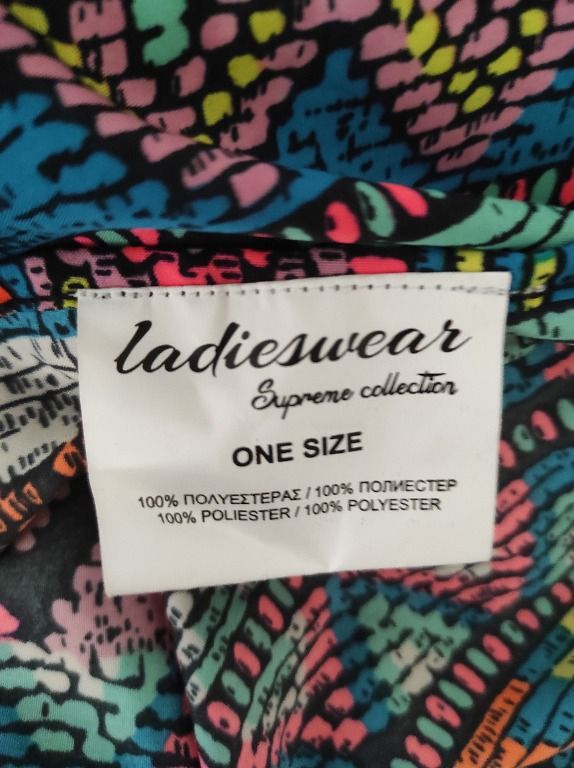 ladieswear
Supreme collection
ONE SIZE
100% ΠΟΛΥΕΣΤΕΡΑΣ / 100% ПОЛИЕСТЕР
100% POLIESTER / 100% POLYESTER